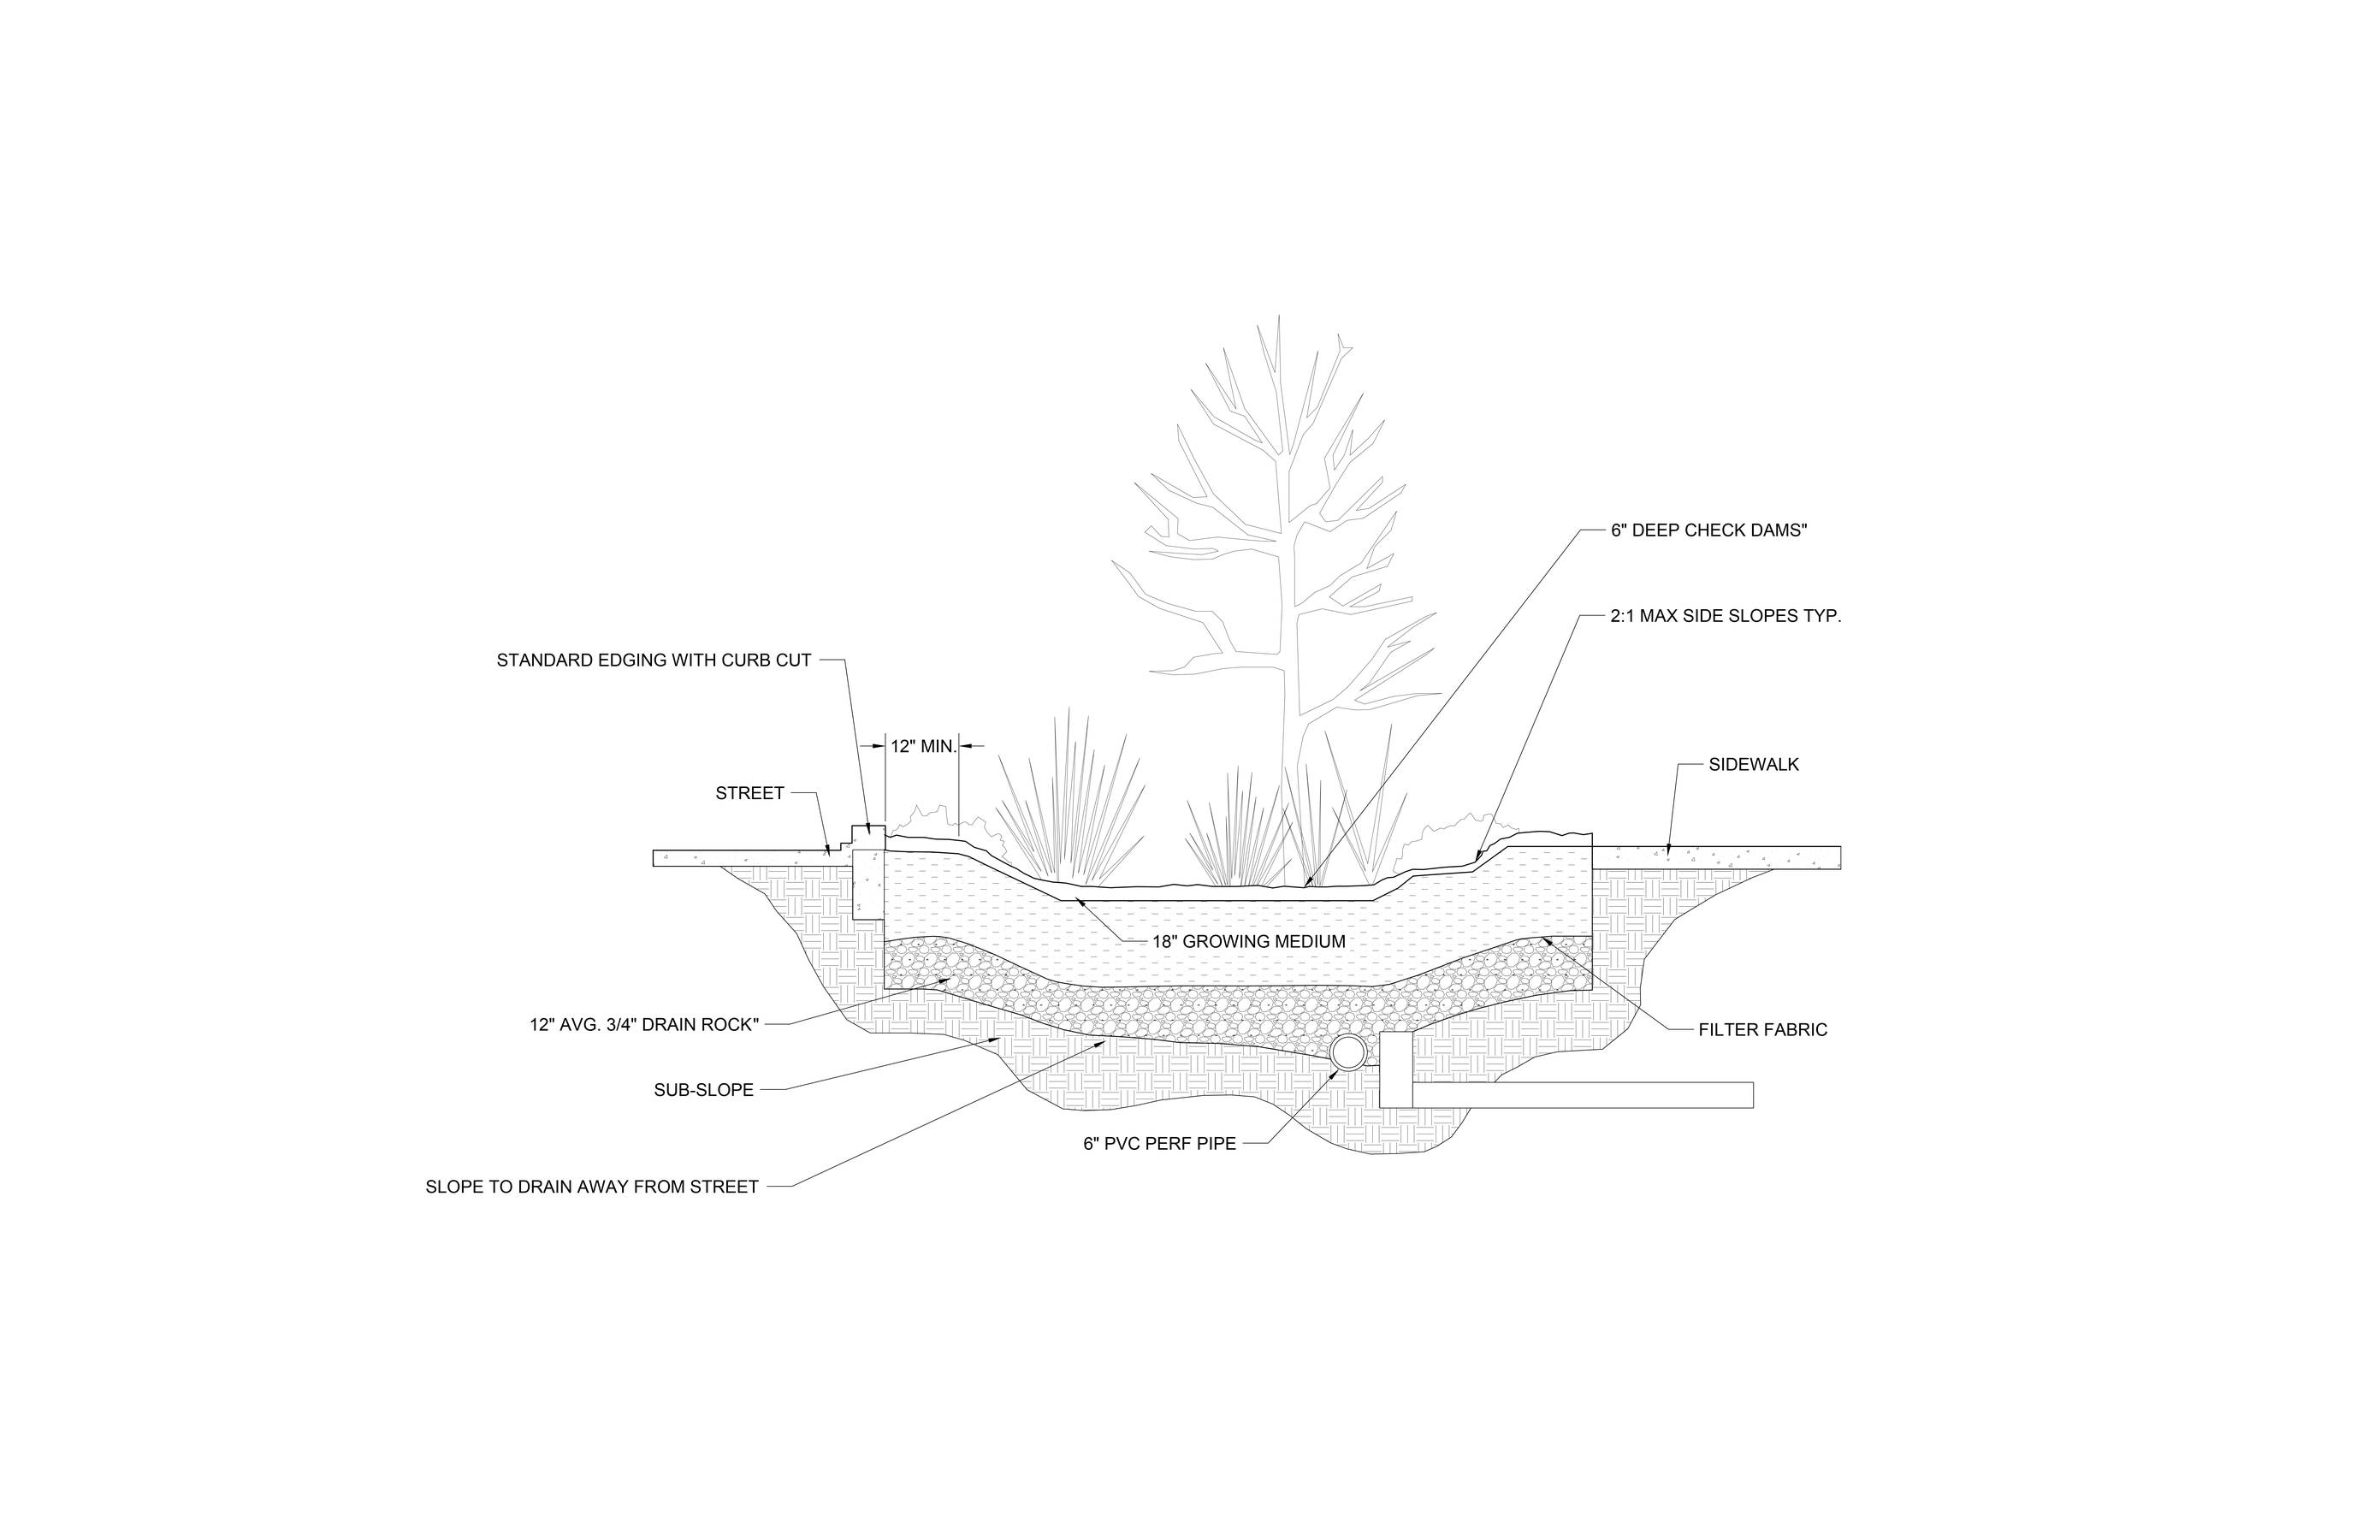 6" DEEP CHECK DAMS"
2:1 MAX SIDE SLOPES TYP.
STANDARD EDGING WITH CURB CUT
12" MIN.
SIDEWALK
STREET
18" GROWING MEDIUM
12" AVG. 3/4" DRAIN ROCK"
FILTER FABRIC
SUB-SLOPE
6" PVC PERF PIPE
SLOPE TO DRAIN AWAY FROM STREET